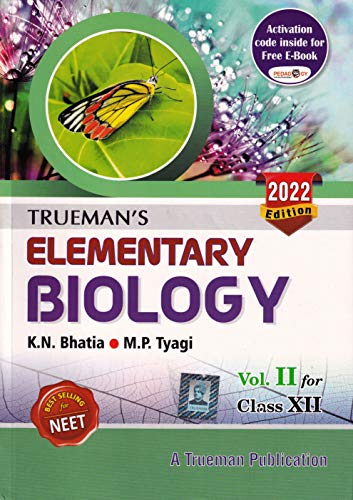 Activation
code inside for
Free E-Book
PEDAGOGY
2022
Edition
TRUEMAN'S
ELEMENTARY
BIOLOGY
K.N. Bhatia • M.P. Tyagi
Vol. II for
Class XII
BEST SELLING
for
NEET
A Trueman Publication